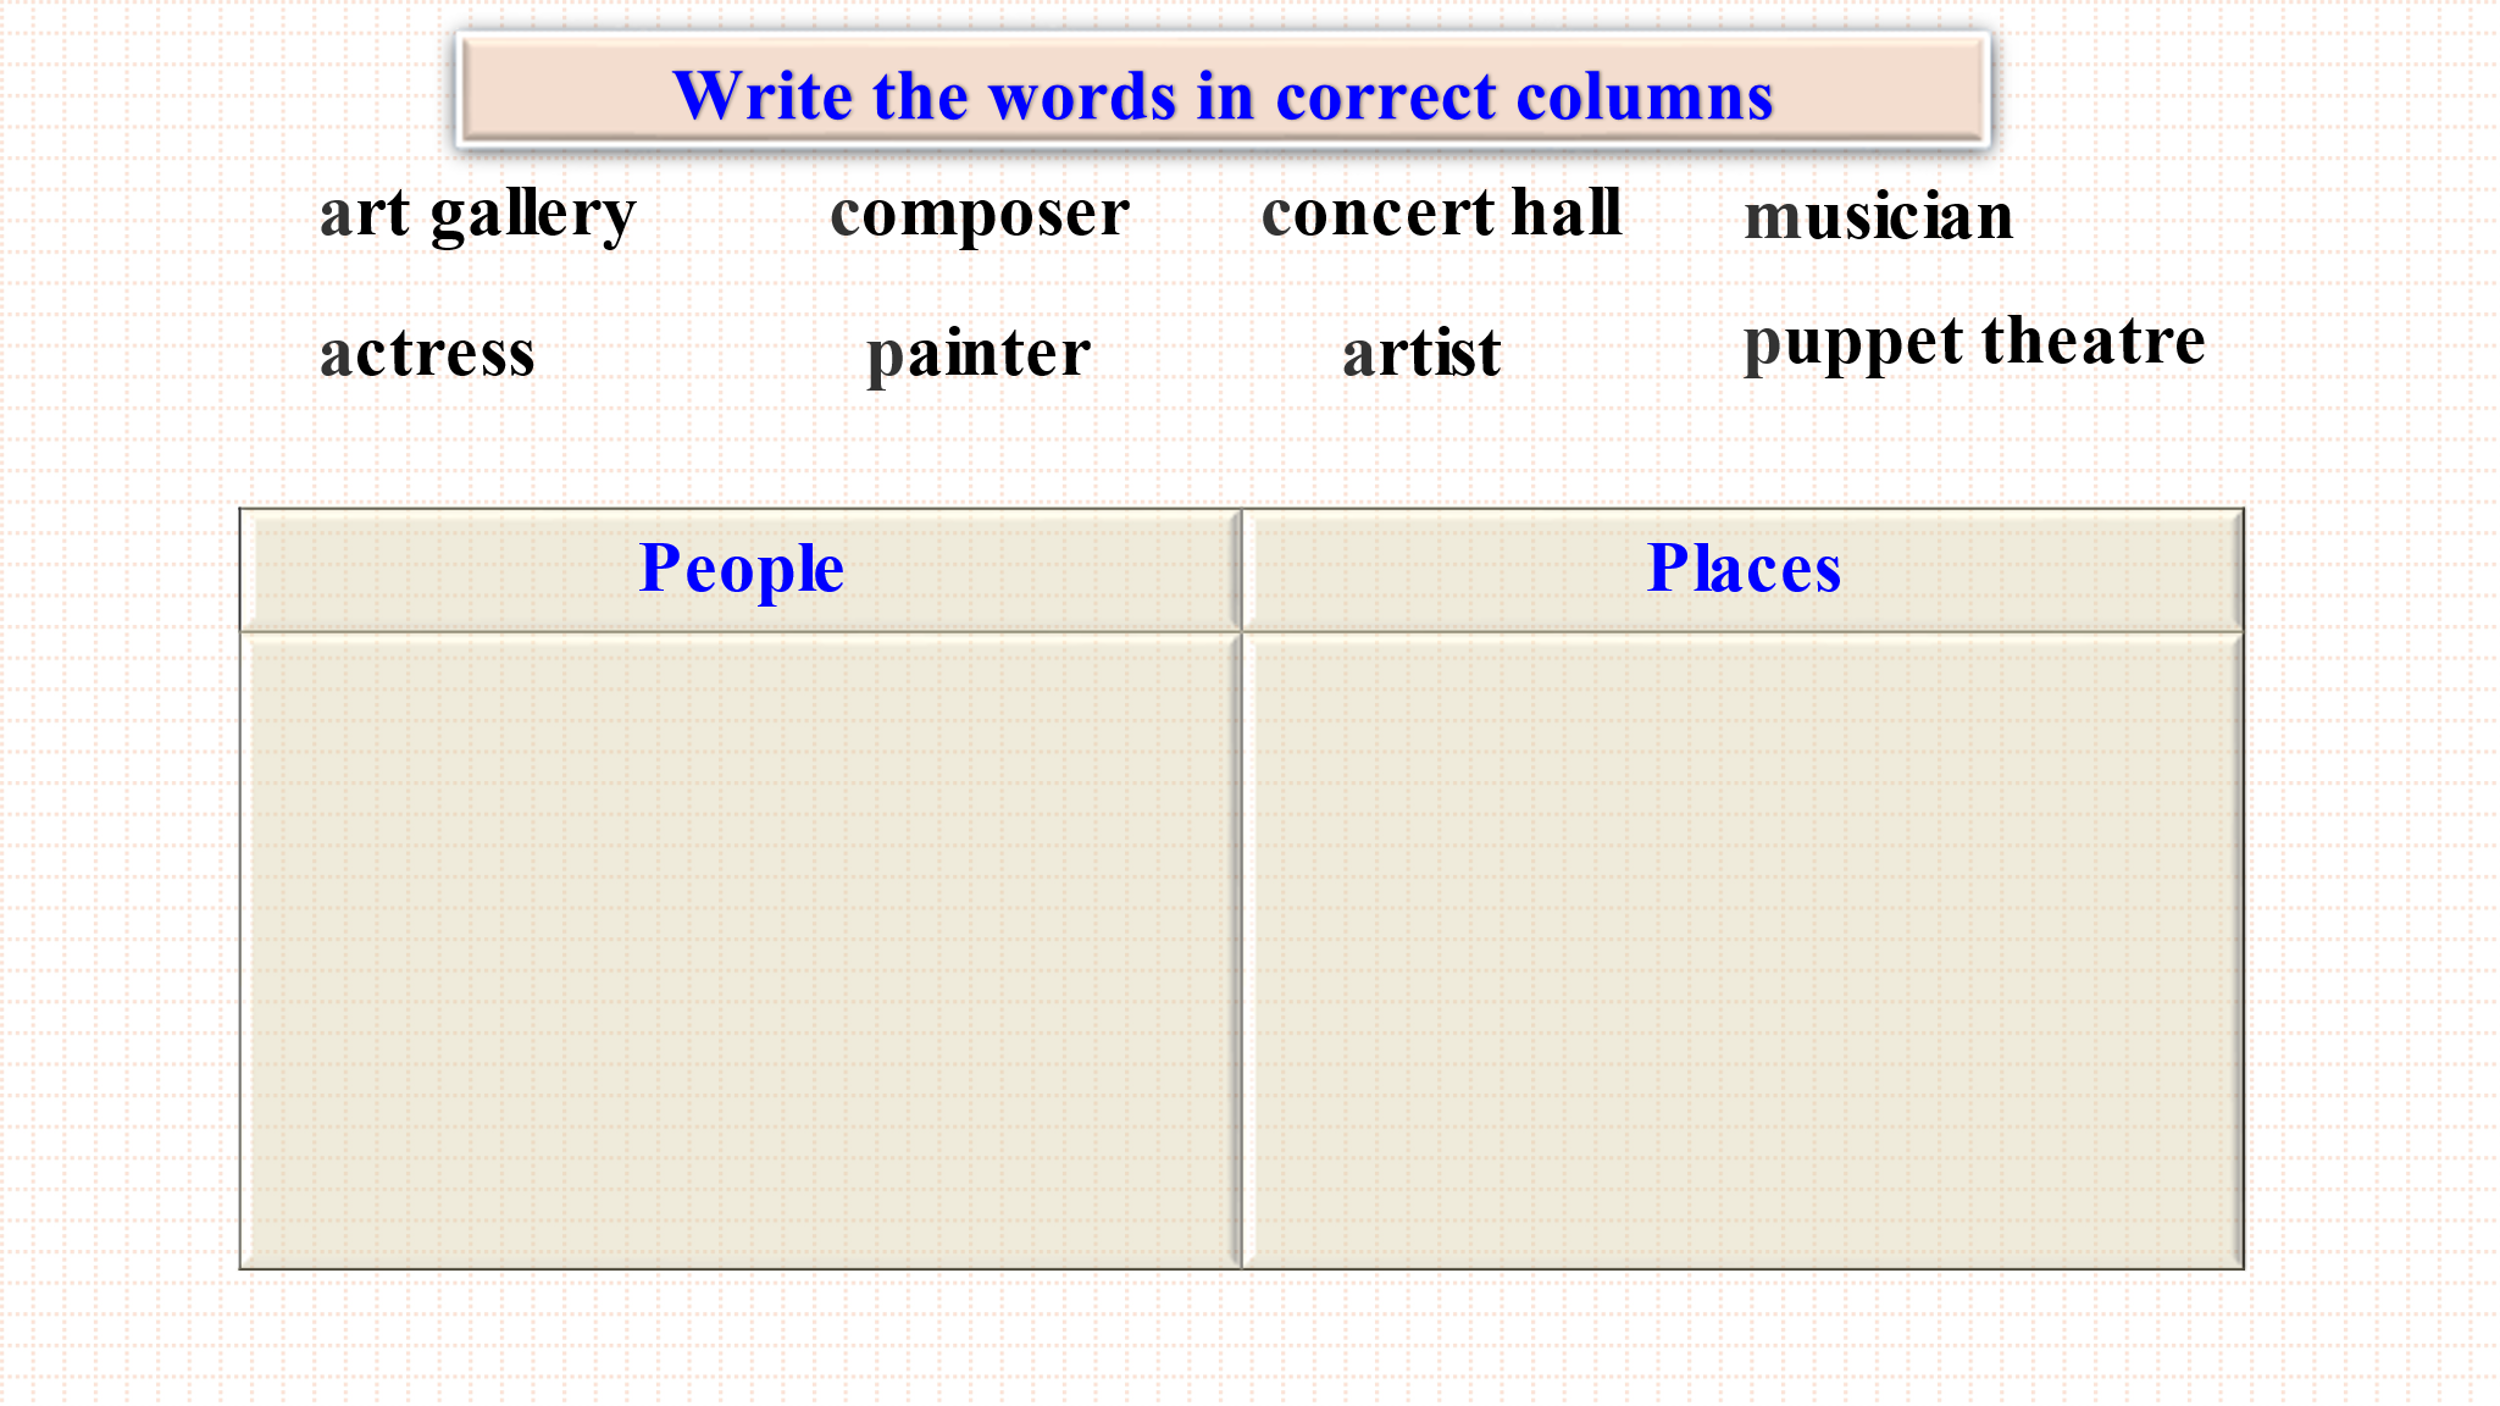 Write the words in correct columns
art gallery composer concert hall musician
actress painter artist puppet theatre
People Places